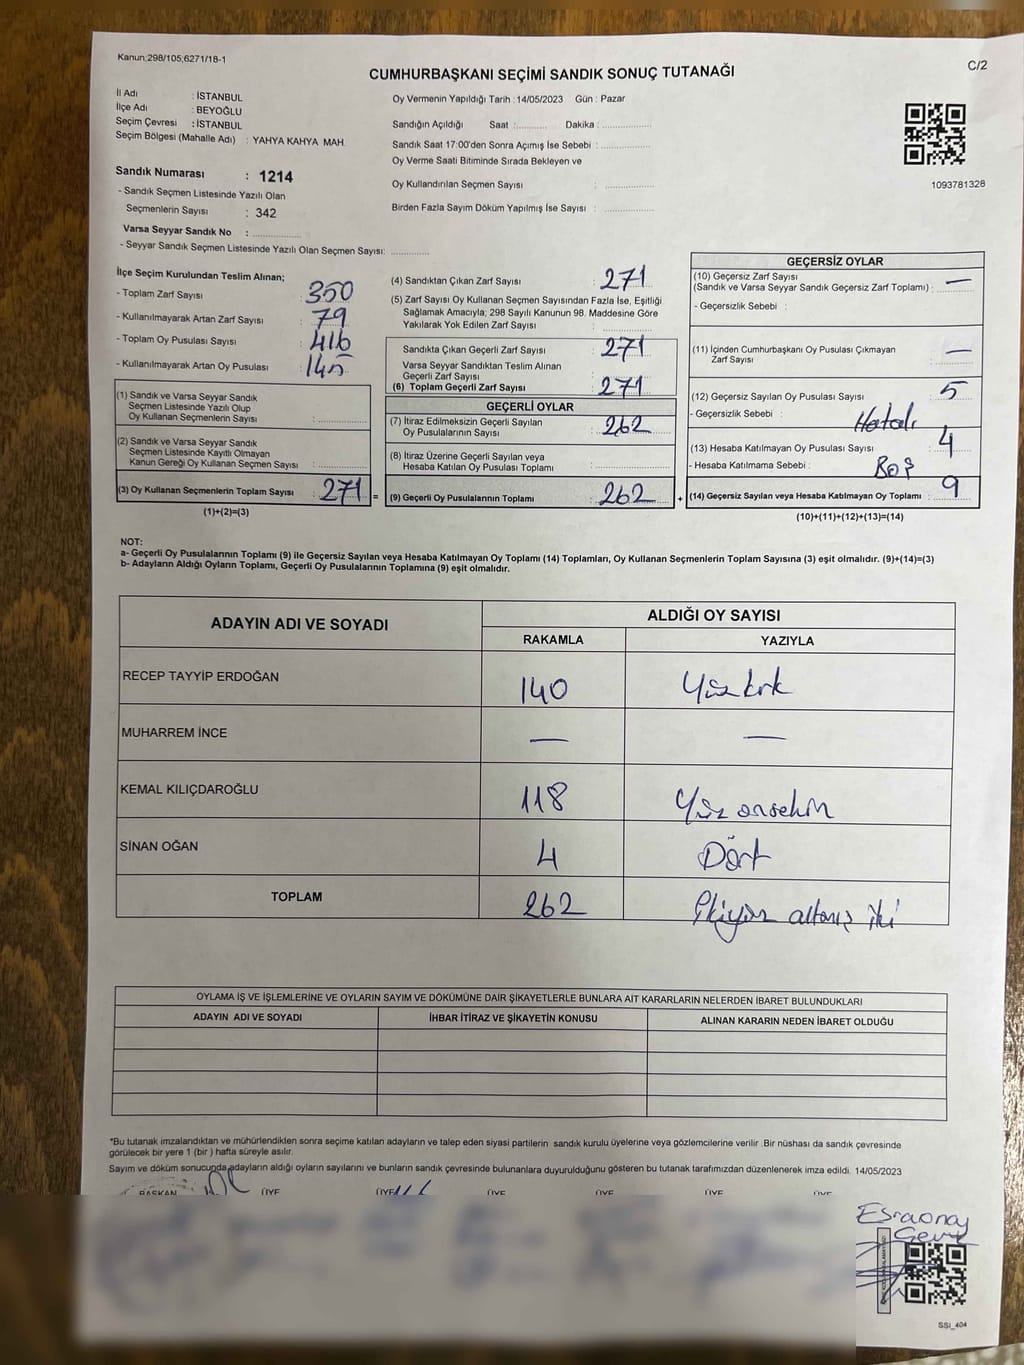 Kanun;298/105;6271/18-1
C/2
CUMHURBAŞKANI SEÇİMİ SANDIK SONUÇ TUTANAĞI
İl Adı : İSTANBUL
İlçe Adı : BEYOĞLU
Seçim Çevresi : İSTANBUL
Seçim Bölgesi (Mahalle Adı) : YAHYA KAHYA MAH.
Sandık Numarası : 1214
- Sandık Seçmen Listesinde Yazılı Olan
Seçmenlerin Sayısı : 342
Varsa Seyyar Sandık No :
- Seyyar Sandık Seçmen Listesinde Yazılı Olan Seçmen Sayısı:
Oy Vermenin Yapıldığı Tarih : 14/05/2023 Gün : Pazar
Sandığın Açıldığı Saat : Dakika :
Sandık Saat 17:00'den Sonra Açımış İse Sebebi :
Oy Verme Saati Bitiminde Sırada Bekleyen ve
Oy Kullandırılan Seçmen Sayısı :
Birden Fazla Sayım Döküm Yapılmış İse Sayısı :
1093781328
İlçe Seçim Kurulundan Teslim Alınan;
- Toplam Zarf Sayısı : 350
- Kullanılmayarak Artan Zarf Sayısı : 79
- Toplam Oy Pusulası Sayısı : 416
- Kullanılmayarak Artan Oy Pusulası : 145
(1) Sandık ve Varsa Seyyar Sandık
Seçmen Listesinde Yazılı Olup
Oy Kullanan Seçmenlerin Sayısı :
(2) Sandık ve Varsa Seyyar Sandık
Seçmen Listesinde Kayıtlı Olmayan
Kanun Gereği Oy Kullanan Seçmen Sayısı :
(3) Oy Kullanan Seçmenlerin Toplam Sayısı : 271 =
(1)+(2)=(3)
(4) Sandıktan Çıkan Zarf Sayısı : 271
(5) Zarf Sayısı Oy Kullanan Seçmen Sayısından Fazla İse, Eşitliği
Sağlamak Amacıyla; 298 Sayılı Kanunun 98. Maddesine Göre
Yakılarak Yok Edilen Zarf Sayısı :
Sandıkta Çıkan Geçerli Zarf Sayısı : 271
Varsa Seyyar Sandıktan Teslim Alınan
Geçerli Zarf Sayısı :
(6) Toplam Geçerli Zarf Sayısı : 271
GEÇERLİ OYLAR
(7) İtiraz Edilmeksizin Geçerli Sayılan
Oy Pusulalarının Sayısı : 262
(8) İtiraz Üzerine Geçerli Sayılan veya
Hesaba Katılan Oy Pusulası Toplamı :
(9) Geçerli Oy Pusulalarının Toplamı : 262 +
GEÇERSİZ OYLAR
(10) Geçersiz Zarf Sayısı
(Sandık ve Varsa Seyyar Sandık Geçersiz Zarf Toplamı) : —
- Geçersizlik Sebebi :
(11) İçinden Cumhurbaşkanı Oy Pusulası Çıkmayan
Zarf Sayısı : —
(12) Geçersiz Sayılan Oy Pusulası Sayısı : 5
- Geçersizlik Sebebi : Hatalı
(13) Hesaba Katılmayan Oy Pusulası Sayısı : 4
- Hesaba Katılmama Sebebi : Boş
(14) Geçersiz Sayılan veya Hesaba Katılmayan Oy Toplamı : 9
(10)+(11)+(12)+(13)=(14)
NOT:
a- Geçerli Oy Pusulalarının Toplamı (9) ile Geçersiz Sayılan veya Hesaba Katılmayan Oy Toplamı (14) Toplamları, Oy Kullanan Seçmenlerin Toplam Sayısına (3) eşit olmalıdır. (9)+(14)=(3)
b- Adayların Aldığı Oyların Toplamı, Geçerli Oy Pusulalarının Toplamına (9) eşit olmalıdır.
ADAYIN ADI VE SOYADI ALDIĞI OY SAYISI
RAKAMLA YAZIYLA
RECEP TAYYİP ERDOĞAN 140 Yüzkırk
MUHARREM İNCE — —
KEMAL KILIÇDAROĞLU 118 Yüz onsekiz
SİNAN OĞAN 4 Dört
TOPLAM 262 İkiyüz altmış iki
OYLAMA İŞ VE İŞLEMLERİNE VE OYLARIN SAYIM VE DÖKÜMÜNE DAİR ŞİKAYETLERLE BUNLARA AİT KARARLARIN NELERDEN İBARET BULUNDUKLARI
ADAYIN ADI VE SOYADI İHBAR İTİRAZ VE ŞİKAYETİN KONUSU ALINAN KARARIN NEDEN İBARET OLDUĞU
*Bu tutanak imzalandıktan ve mühürlendikten sonra seçime katılan adayların ve talep eden siyasi partilerin sandık kurulu üyelerine veya gözlemcilerine verilir .Bir nüshası da sandık çevresinde
görülecek bir yere 1 (bir ) hafta süreyle asılır.
Sayım ve döküm sonucunda adayların aldığı oyların sayılarını ve bunların sandık çevresinde bulunanlara duyurulduğunu gösteren bu tutanak tarafımızdan düzenlenerek imza edildi. 14/05/2023
BAŞKAN ÜYE ÜYE ÜYE ÜYE ÜYE ÜYE
SSI_404